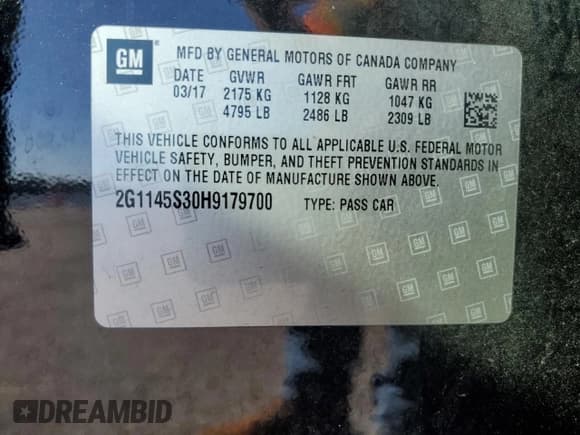 GM
MFD BY GENERAL MOTORS OF CANADA COMPANY
DATE GVWR GAWR FRT GAWR RR
03/17 2175 KG 1128 KG 1047 KG
4795 LB 2486 LB 2309 LB
THIS VEHICLE CONFORMS TO ALL APPLICABLE U.S. FEDERAL MOTOR
VEHICLE SAFETY, BUMPER, AND THEFT PREVENTION STANDARDS IN
EFFECT ON THE DATE OF MANUFACTURE SHOWN ABOVE.
2G1145S30H9179700 TYPE: PASS CAR
DREAMBID